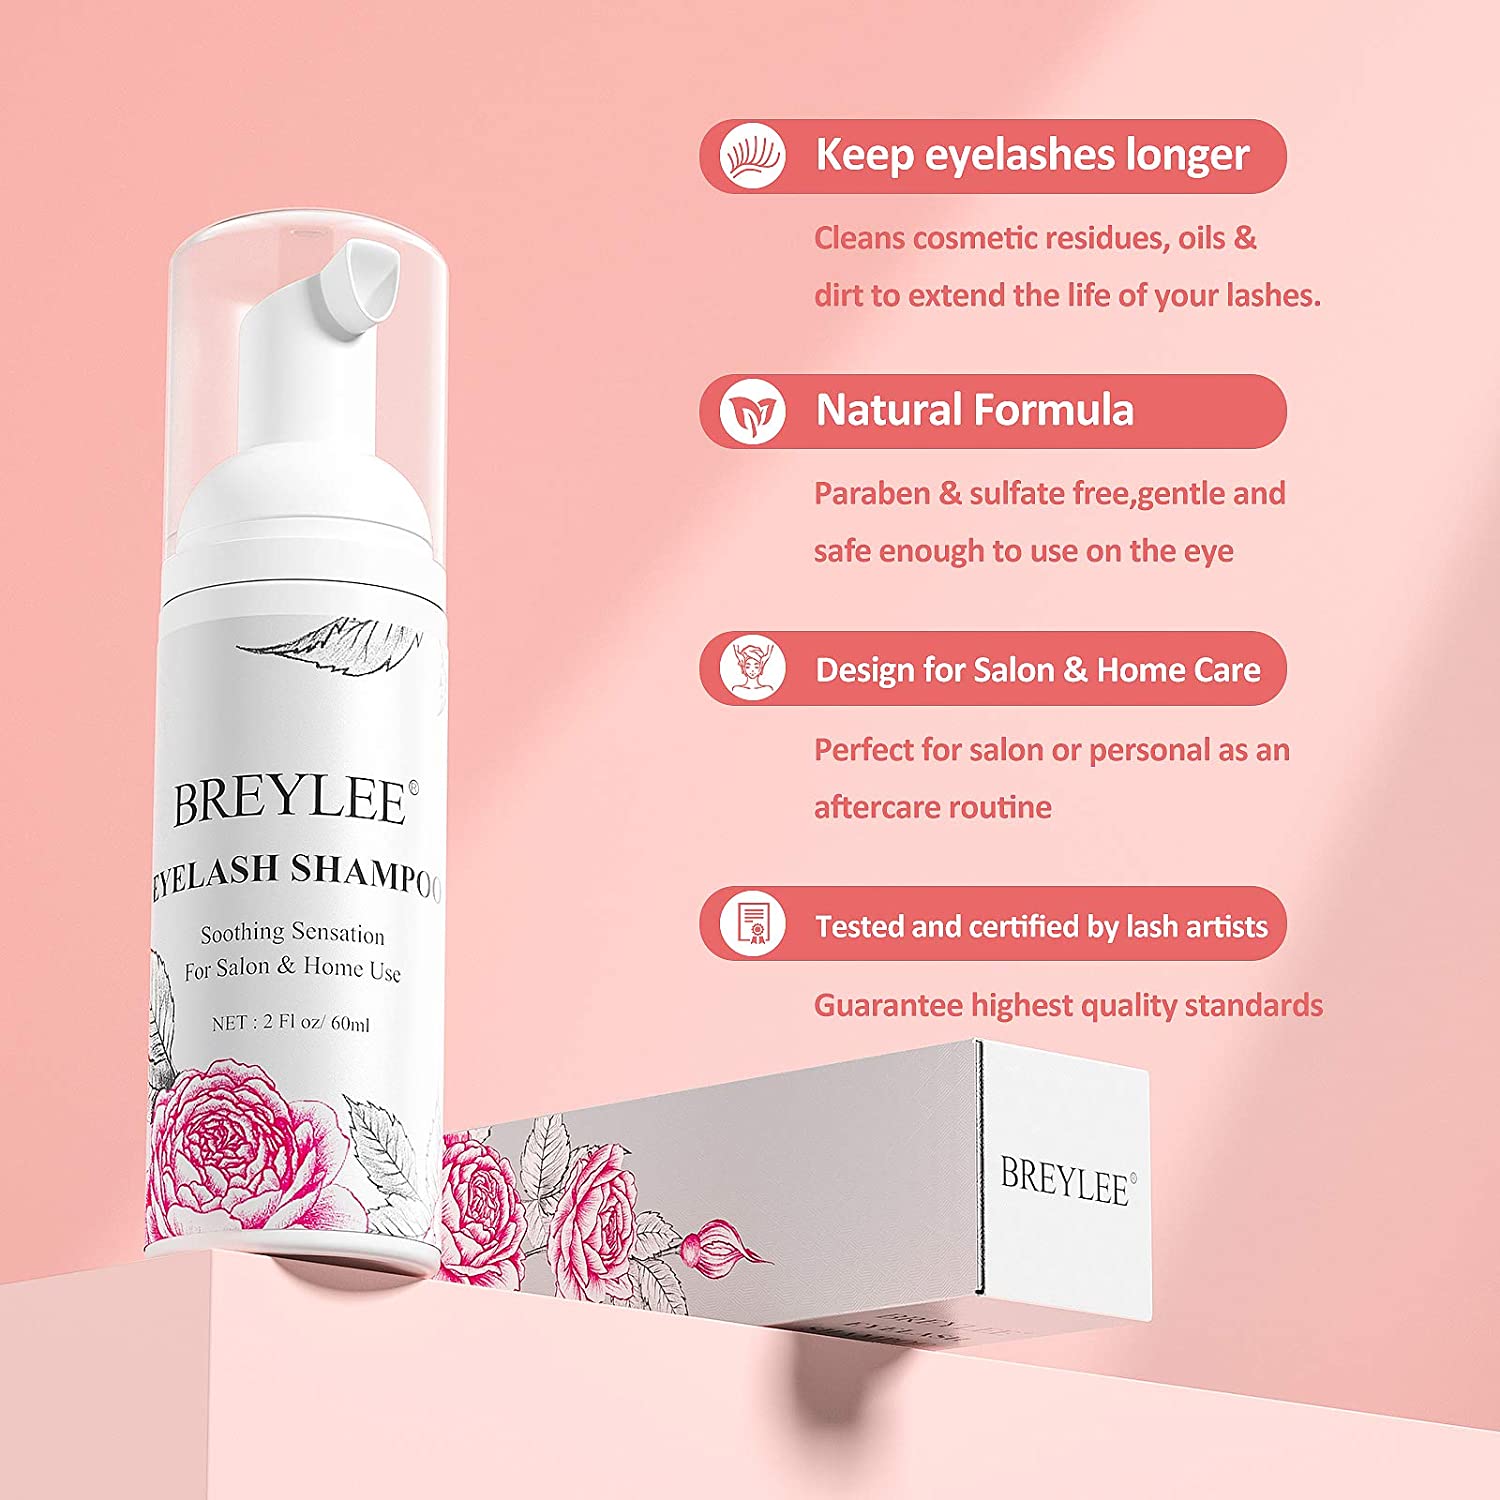 Keep eyelashes longer
Cleans cosmetic residues, oils &
dirt to extend the life of your lashes.
Natural Formula
Paraben & sulfate free,gentle and
safe enough to use on the eye
Design for Salon & Home Care
Perfect for salon or personal as an
aftercare routine
Tested and certified by lash artists
Guarantee highest quality standards
BREYLEE®
EYELASH SHAMPOO
Soothing Sensation
For Salon & Home Use
NET : 2 Fl oz/ 60ml
BREYLEE®
BREYLEE®
EYELASH
SHAMPOO